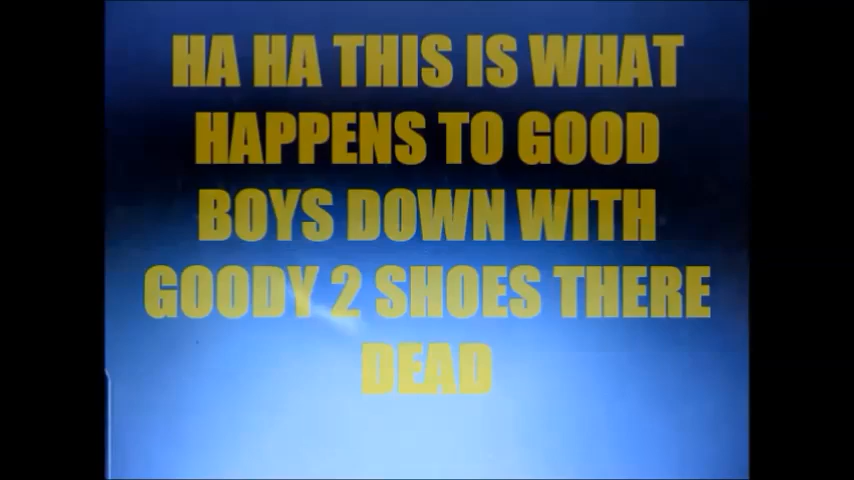 HA HA THIS IS WHAT
HAPPENS TO GOOD
BOYS DOWN WITH
GOODY 2 SHOES THERE
DEAD